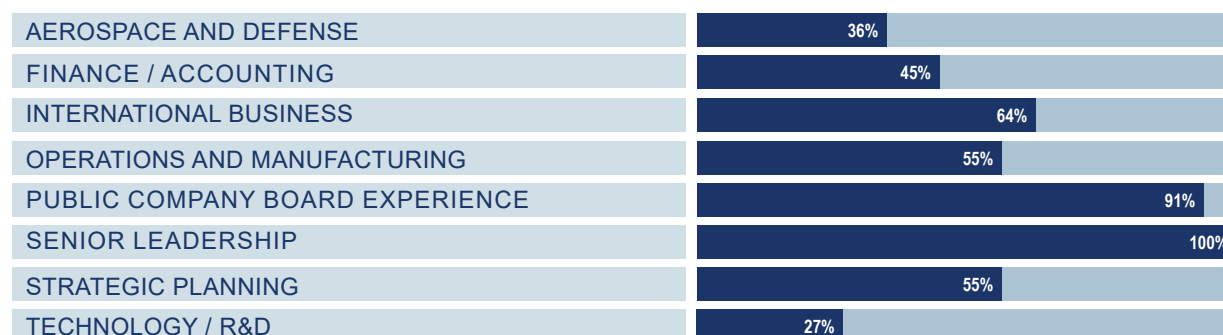 AEROSPACE AND DEFENSE 36%
FINANCE / ACCOUNTING 45%
INTERNATIONAL BUSINESS 64%
OPERATIONS AND MANUFACTURING 55%
PUBLIC COMPANY BOARD EXPERIENCE 91%
SENIOR LEADERSHIP 100%
STRATEGIC PLANNING 55%
TECHNOLOGY / R&D 27%